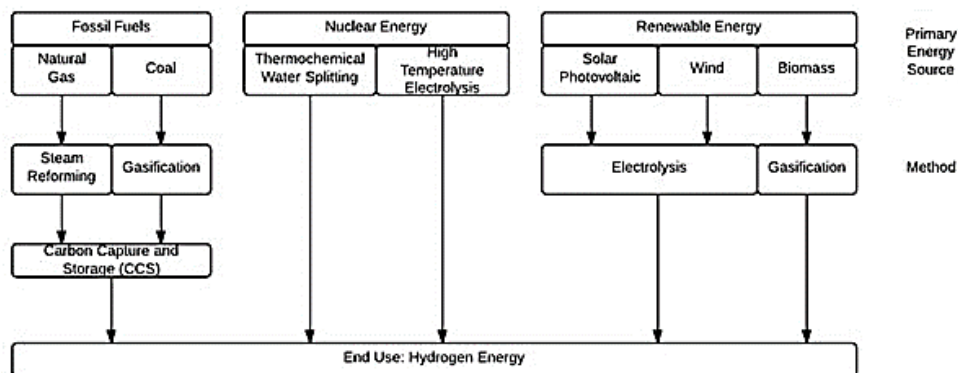 Fossil Fuels
Nuclear Energy
Renewable Energy
Primary
Energy
Source
Natural
Gas
Coal
Thermochemical
Water Splitting
High
Temperature
Electrolysis
Solar
Photovoltaic
Wind
Biomass
Steam
Reforming
Gasification
Electrolysis
Gasification
Method
Carbon Capture and
Storage (CCS)
End Use: Hydrogen Energy